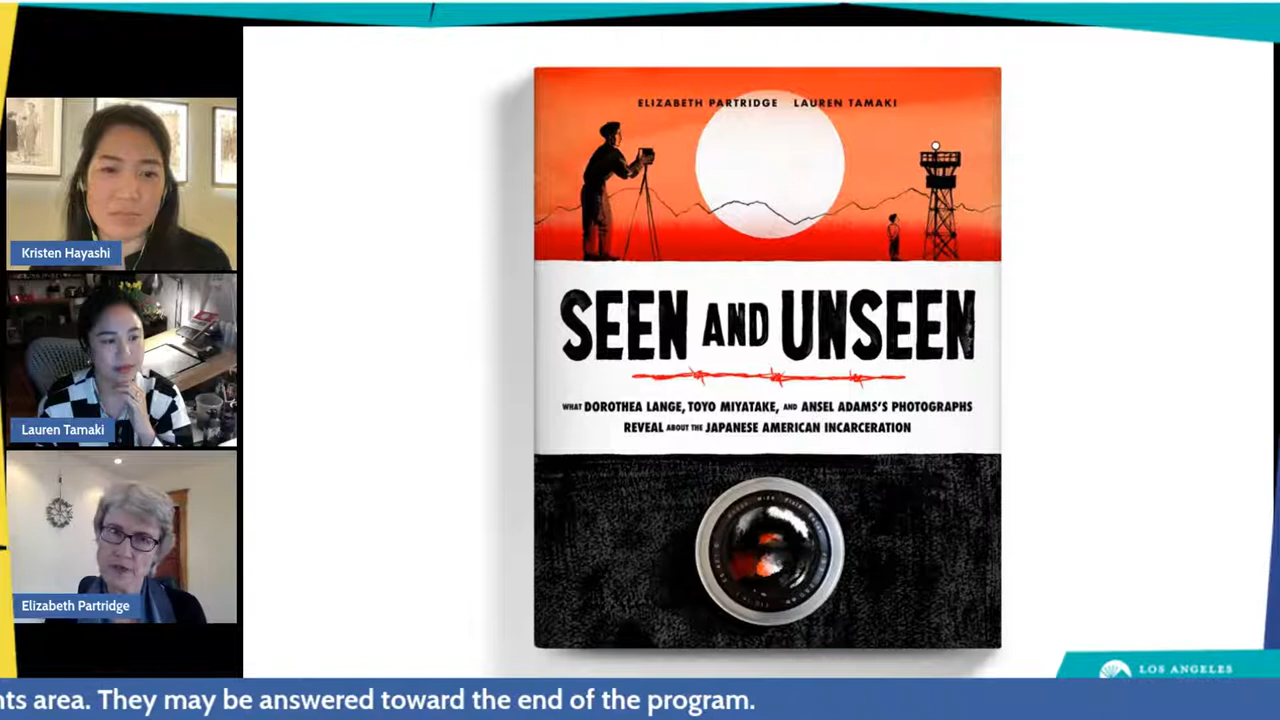 Kristen Hayashi
Lauren Tamaki
Elizabeth Partridge
ELIZABETH PARTRIDGE LAUREN TAMAKI
SEEN AND UNSEEN
WHAT DOROTHEA LANGE, TOYO MIYATAKE, AND ANSEL ADAMS'S PHOTOGRAPHS
REVEAL ABOUT THE JAPANESE AMERICAN INCARCERATION
LOS ANGELES
nts area. They may be answered toward the end of the program.